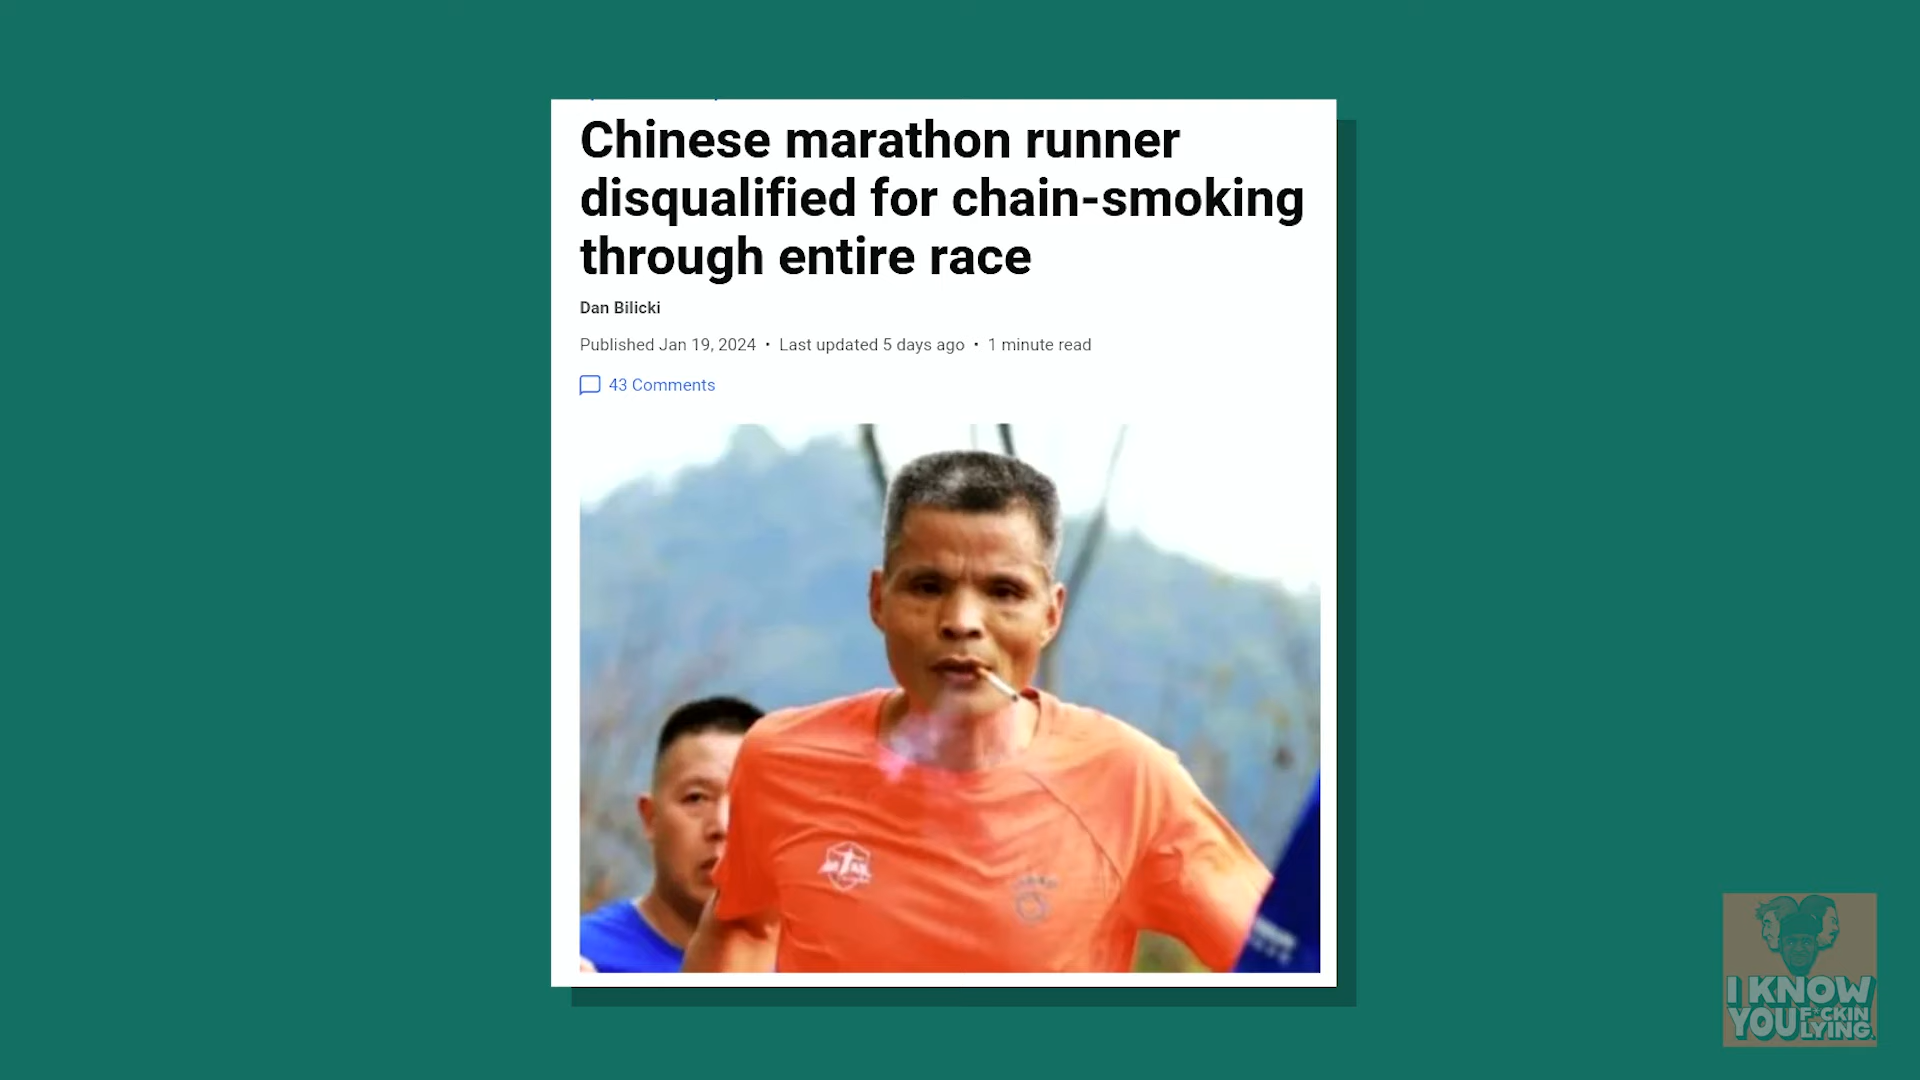 Chinese marathon runner
disqualified for chain-smoking
through entire race
Dan Bilicki
Published Jan 19, 2024 • Last updated 5 days ago • 1 minute read
43 Comments
I KNOW
YOU F*CKIN
LYING